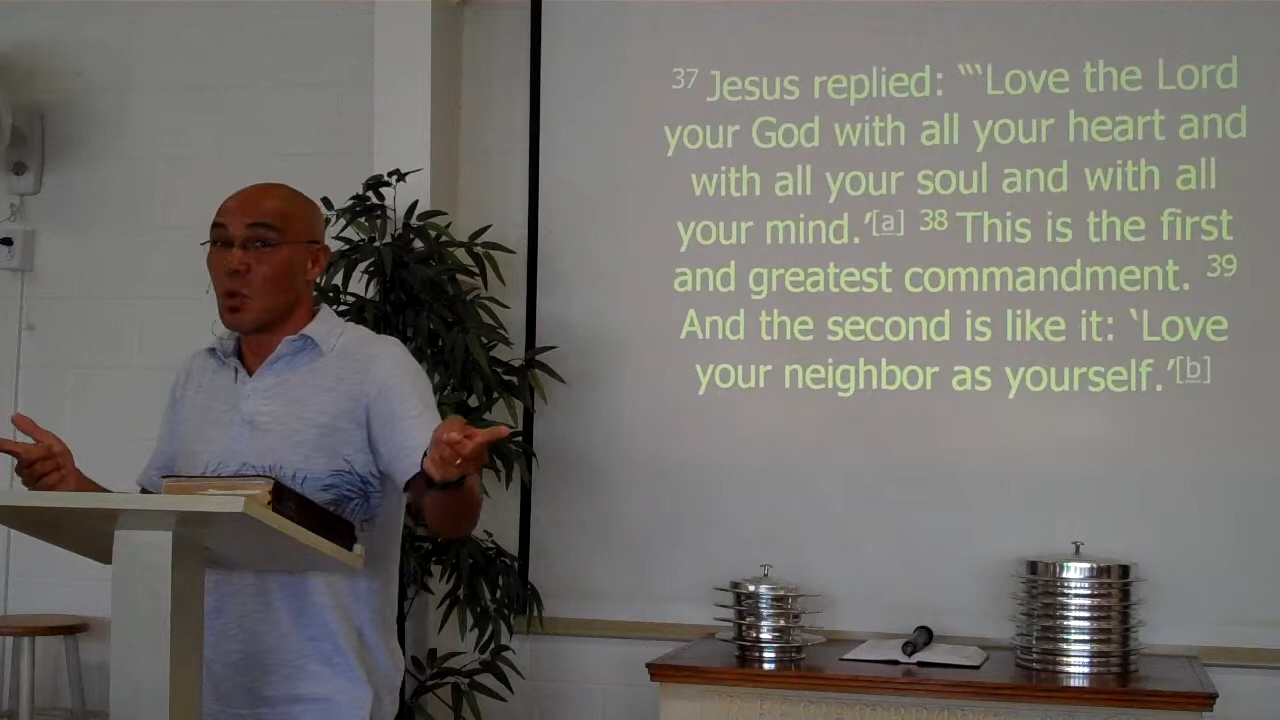 37 Jesus replied: "'Love the Lord
your God with all your heart and
with all your soul and with all
your mind.'[a] 38 This is the first
and greatest commandment. 39
And the second is like it: 'Love
your neighbor as yourself.'[b]